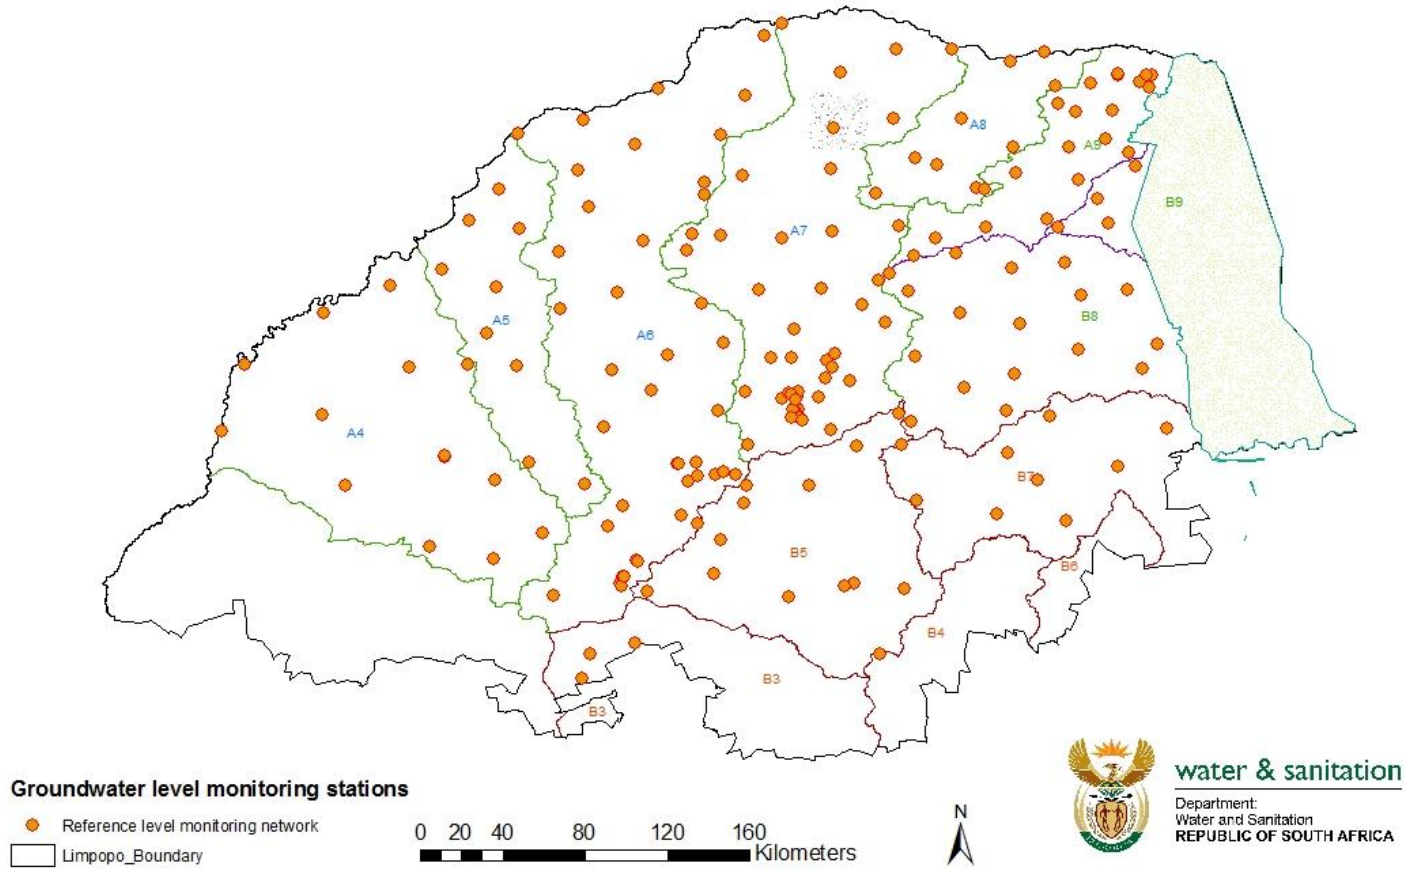 A8
A9
B9
A7
A5
A6
B8
A4
B7
B5
B6
B4
B3
B3
Groundwater level monitoring stations
Reference level monitoring network
Limpopo_Boundary
0 20 40 80 120 160
Kilometers
N
water & sanitation
Department:
Water and Sanitation
REPUBLIC OF SOUTH AFRICA